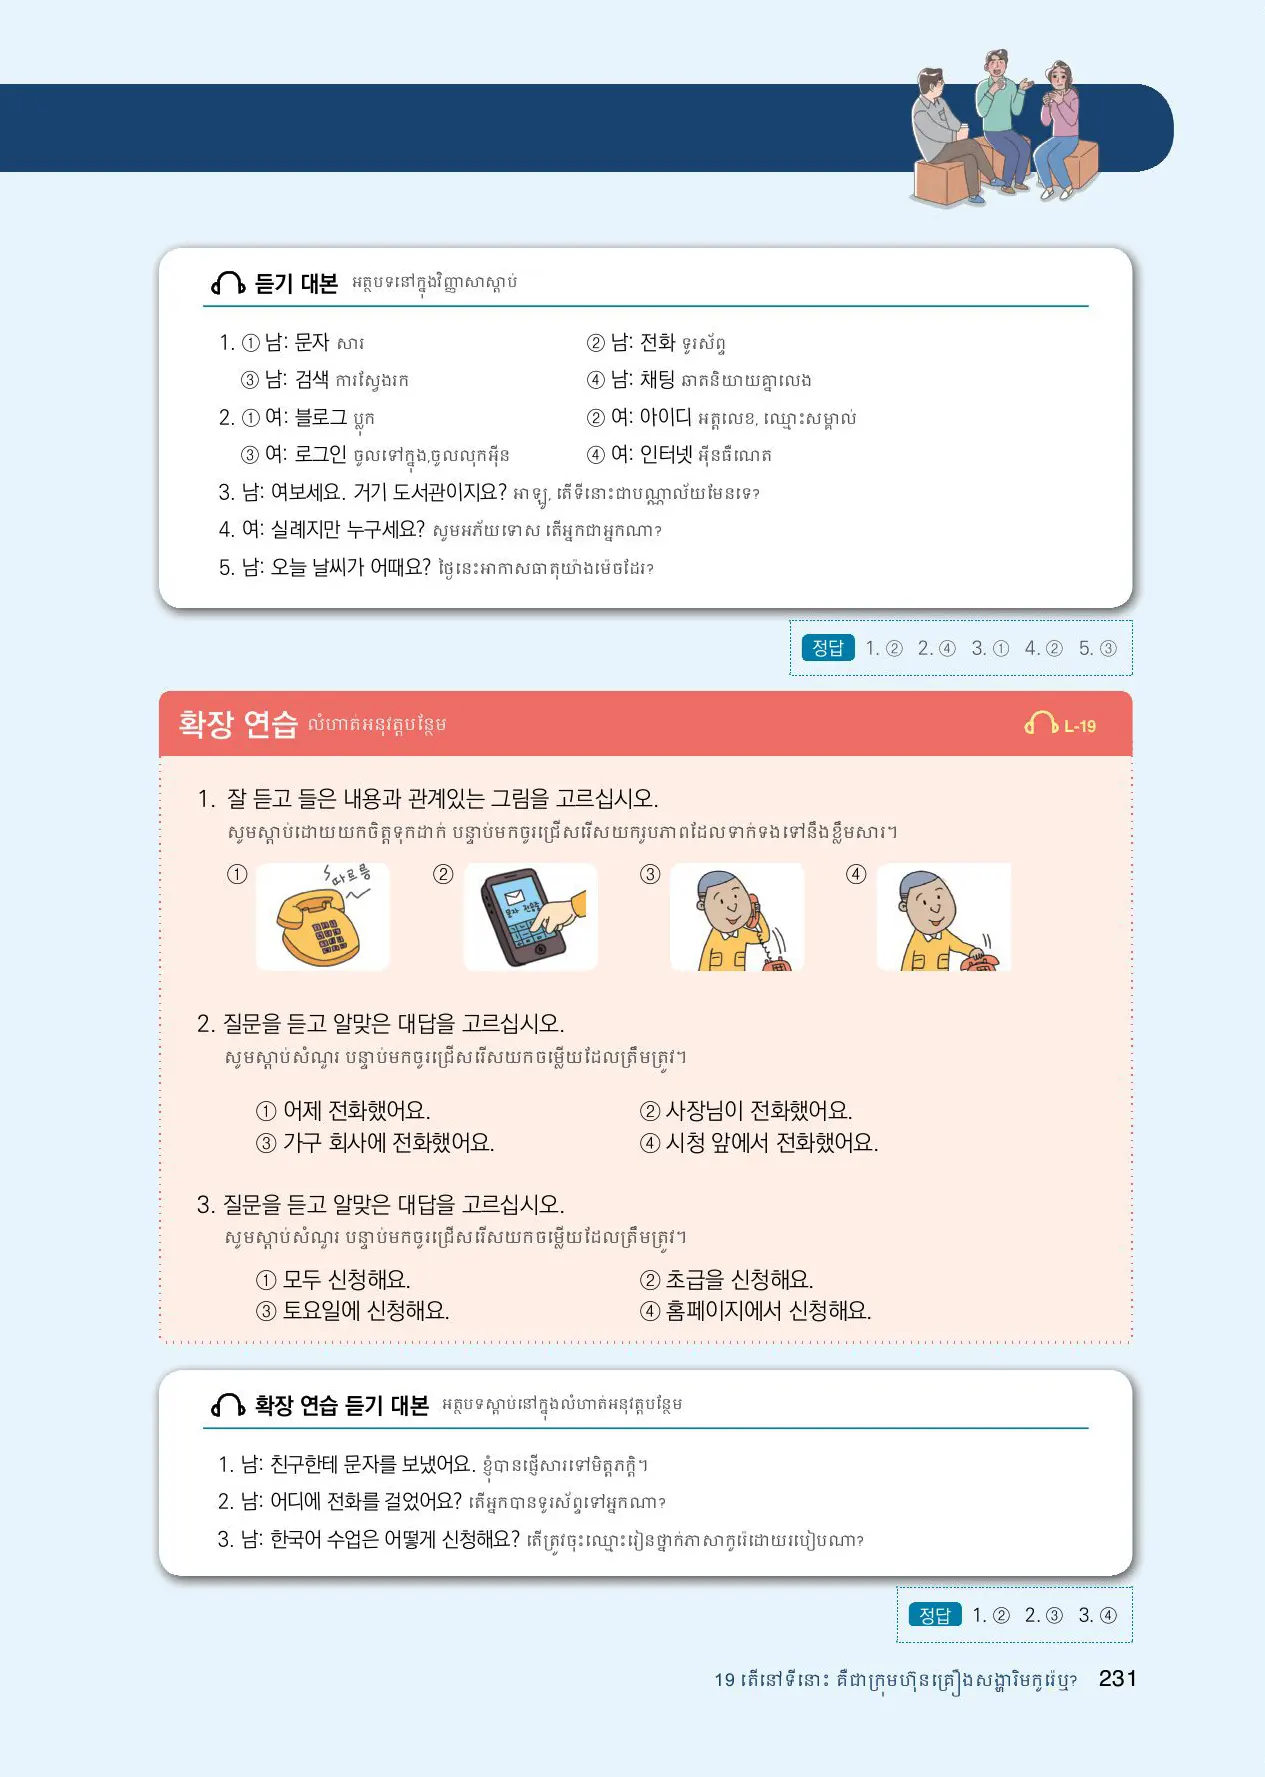 듣기 대본 អត្ថបទនៅក្នុងវិញ្ញាសាស្តាប់
1. ① 남: 문자 សារ ② 남: 전화 ទូរស័ព្ទ
③ 남: 검색 ការស្វែងរក ④ 남: 채팅 ឆាតនិយាយគ្នាលេង
2. ① 여: 블로그 ប្លុក ② 여: 아이디 អត្តលេខ, ឈ្មោះសម្គាល់
③ 여: 로그인 ចូលទៅក្នុង,ចូលលុកអ៊ីន ④ 여: 인터넷 អ៊ីនធឺណេត
3. 남: 여보세요. 거기 도서관이지요? អាឡូ, តើទីនោះជាបណ្ណាល័យមែនទេ?
4. 여: 실례지만 누구세요? សូមអភ័យទោស តើអ្នកជាអ្នកណា?
5. 남: 오늘 날씨가 어때요? ថ្ងៃនេះអាកាសធាតុយ៉ាងម៉េចដែរ?
정답 1. ② 2. ④ 3. ① 4. ② 5. ③
확장 연습 លំហាត់អនុវត្តបន្ថែម L-19
1. 잘 듣고 들은 내용과 관계있는 그림을 고르십시오.
សូមស្តាប់ដោយយកចិត្តទុកដាក់ បន្ទាប់មកចូរជ្រើសរើសយករូបភាពដែលទាក់ទងទៅនឹងខ្លឹមសារ។
① ② ③ ④
따르릉
문자 전송중
2. 질문을 듣고 알맞은 대답을 고르십시오.
សូមស្តាប់សំណួរ បន្ទាប់មកចូរជ្រើសរើសយកចម្លើយដែលត្រឹមត្រូវ។
① 어제 전화했어요. ② 사장님이 전화했어요.
③ 가구 회사에 전화했어요. ④ 시청 앞에서 전화했어요.
3. 질문을 듣고 알맞은 대답을 고르십시오.
សូមស្តាប់សំណួរ បន្ទាប់មកចូរជ្រើសរើសយកចម្លើយដែលត្រឹមត្រូវ។
① 모두 신청해요. ② 초급을 신청해요.
③ 토요일에 신청해요. ④ 홈페이지에서 신청해요.
확장 연습 듣기 대본 អត្ថបទស្តាប់នៅក្នុងលំហាត់អនុវត្តបន្ថែម
1. 남: 친구한테 문자를 보냈어요. ខ្ញុំបានផ្ញើសារទៅមិត្តភក្តិ។
2. 남: 어디에 전화를 걸었어요? តើអ្នកបានទូរស័ព្ទទៅអ្នកណា?
3. 남: 한국어 수업은 어떻게 신청해요? តើត្រូវចុះឈ្មោះរៀនថ្នាក់ភាសាកូរ៉េដោយរបៀបណា?
정답 1. ② 2. ③ 3. ④
19 តើនៅទីនោះ គឺជាក្រុមហ៊ុនគ្រឿងសង្ហារិមកូរ៉េឬ? 231